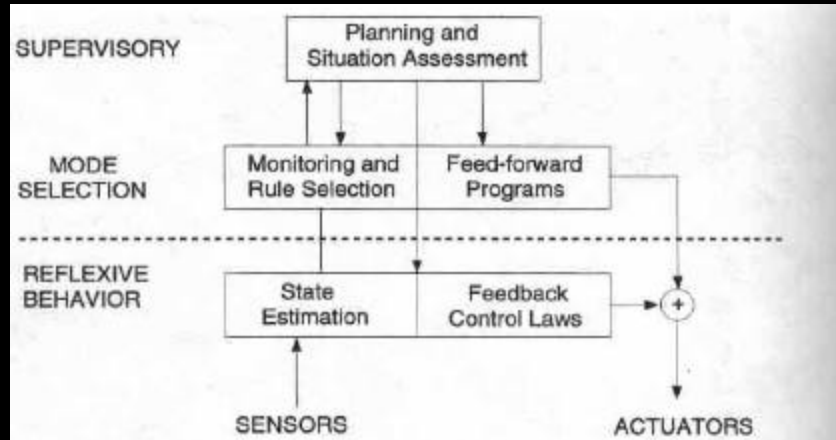 SUPERVISORY
Planning and
Situation Assessment
MODE
SELECTION
Monitoring and
Rule Selection
Feed-forward
Programs
REFLEXIVE
BEHAVIOR
State
Estimation
Feedback
Control Laws
+
SENSORS
ACTUATORS